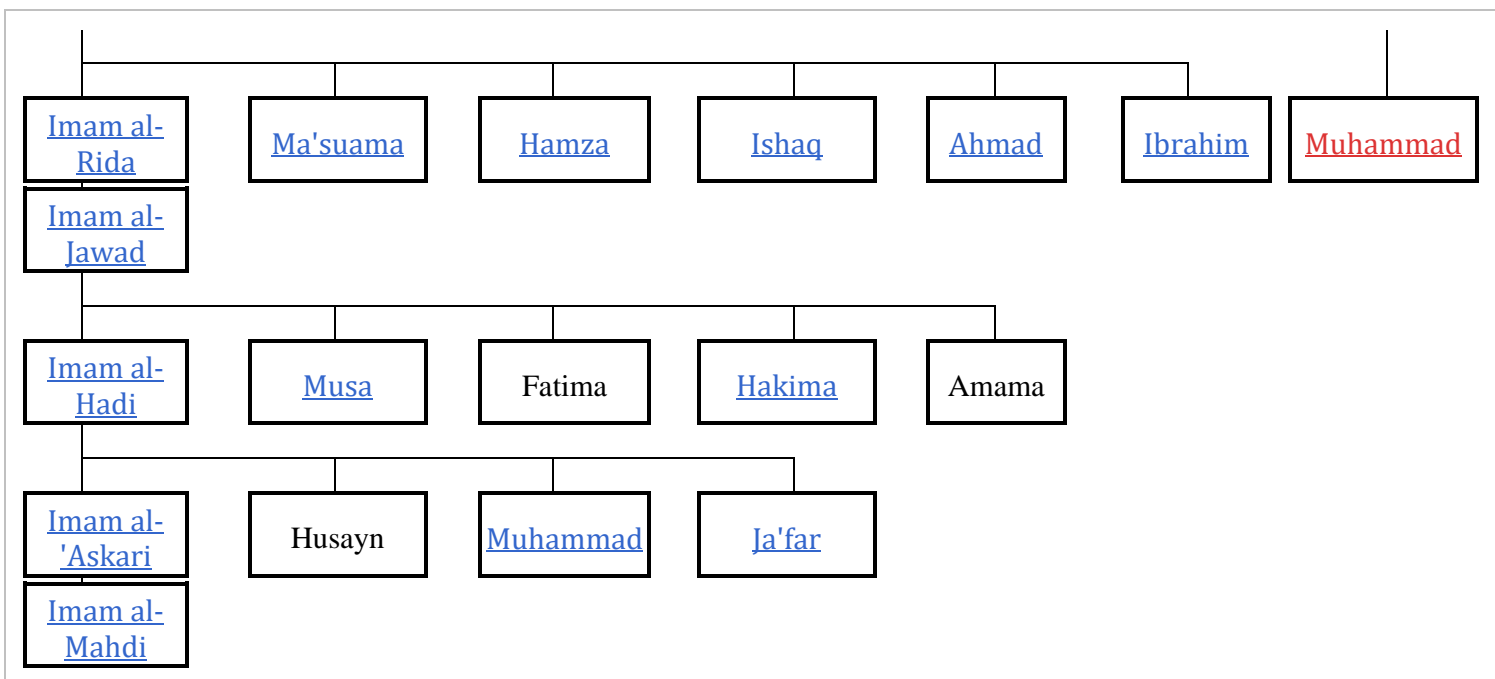 Imam al-
Rida
Ma'suama
Hamza
Ishaq
Ahmad
Ibrahim
Muhammad
Imam al-
Jawad
Imam al-
Hadi
Musa
Fatima
Hakima
Amama
Imam al-
'Askari
Husayn
Muhammad
Ja'far
Imam al-
Mahdi